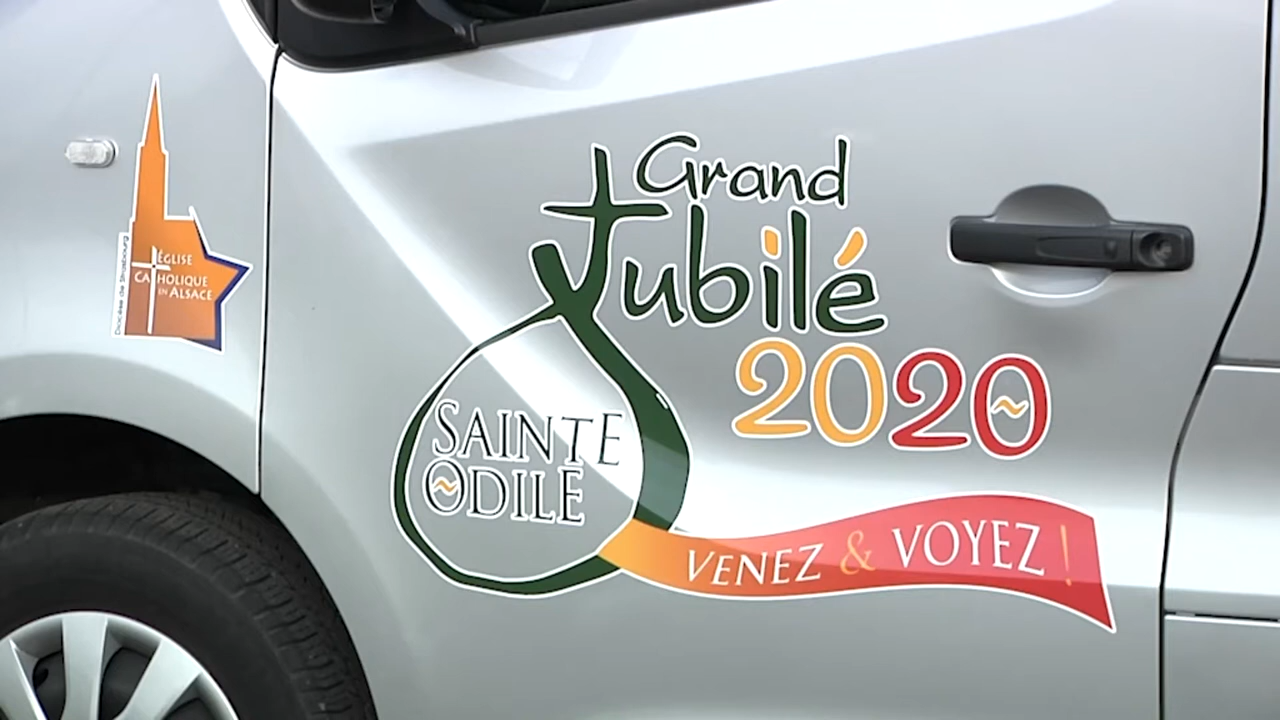 Diocèse de Strasbourg
ÉGLISE
CATHOLIQUE
EN ALSACE
Grand
Jubilé
2020
SAINTE
ODILE
VENEZ & VOYEZ !